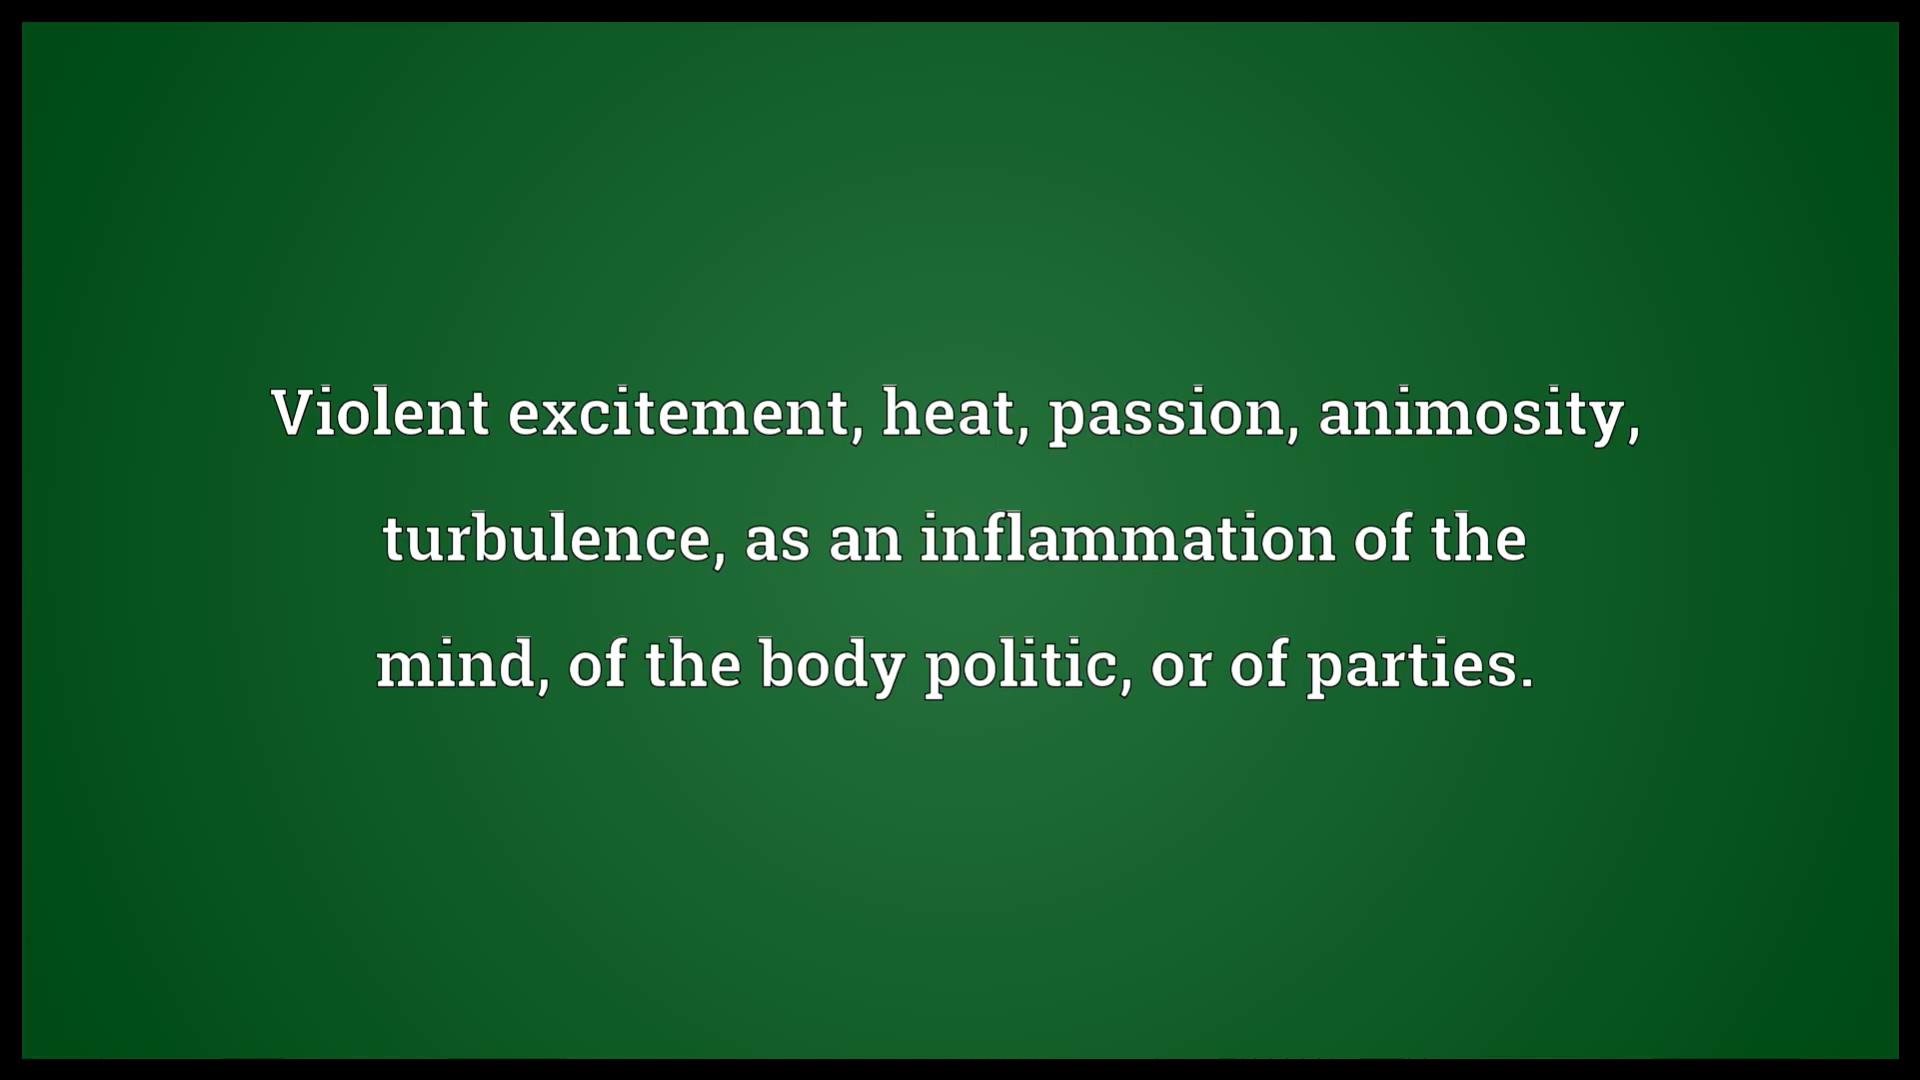 Violent excitement, heat, passion, animosity,
turbulence, as an inflammation of the
mind, of the body politic, or of parties.